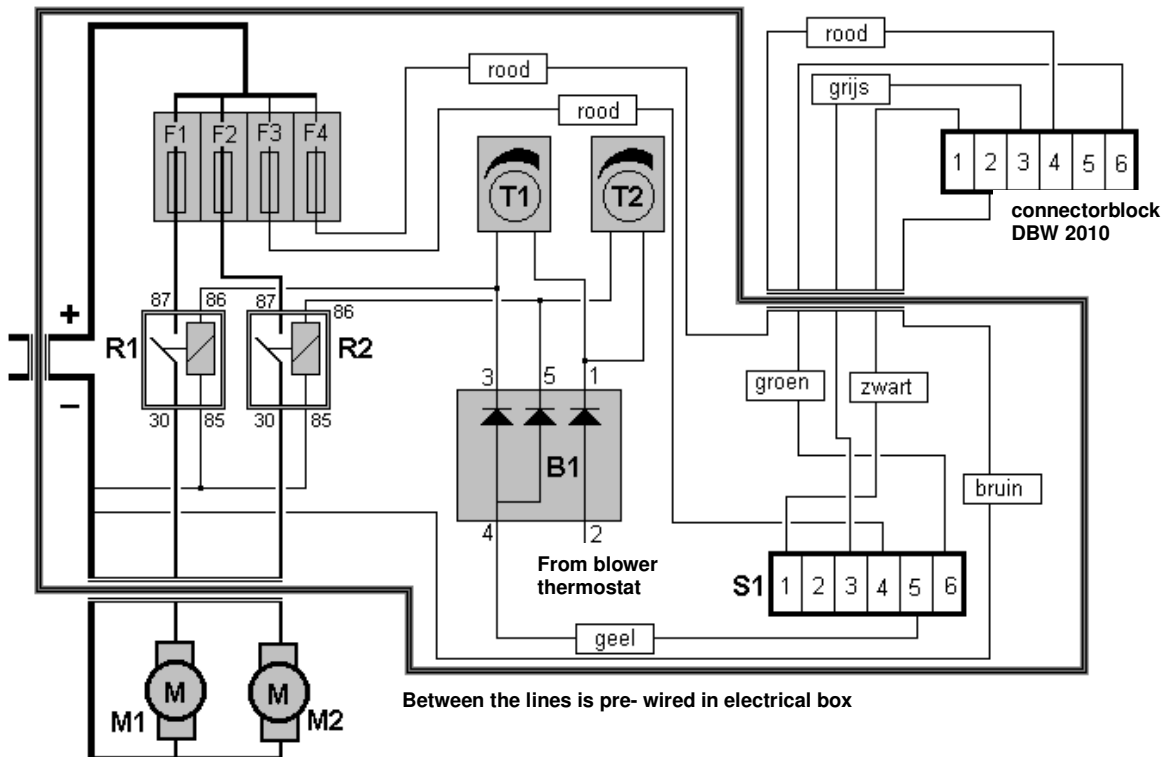 rood
grijs
rood
rood
F1 F2 F3 F4
T1 T2
1 2 3 4 5 6
connectorblock
DBW 2010
87 86 87 86
+
R1 R2
–
30 85 30 85
3 5 1
B1
4 2
From blower
thermostat
groen zwart
bruin
S1 1 2 3 4 5 6
geel
M M
M1 M2
Between the lines is pre- wired in electrical box